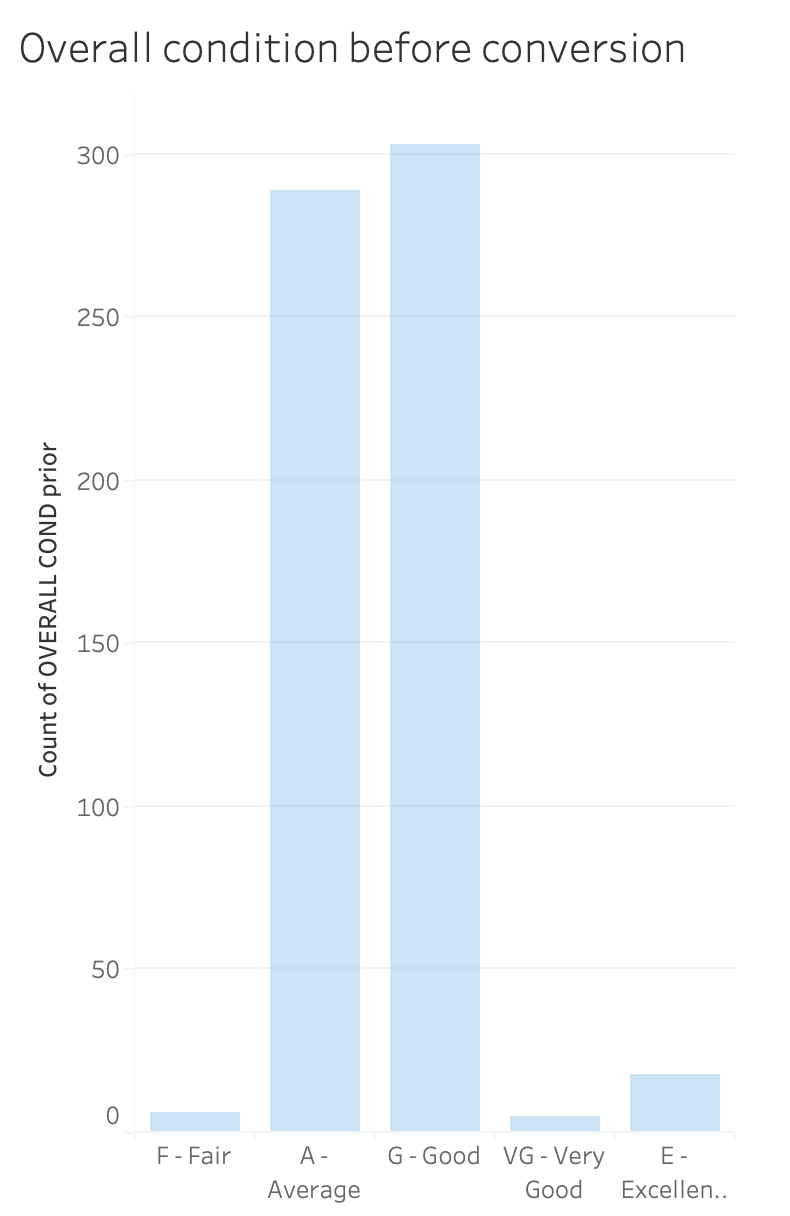 Overall condition before conversion
Count of OVERALL COND prior
300
250
200
150
100
50
0
F - Fair
A -
Average
G - Good
VG - Very
Good
E -
Excellen..